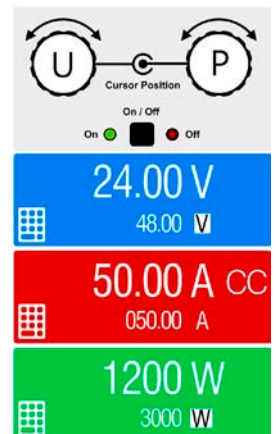 U P
Cursor Position
On / Off
On Off
24.00 V
48.00 V
50.00 A CC
050.00 A
1200 W
3000 W